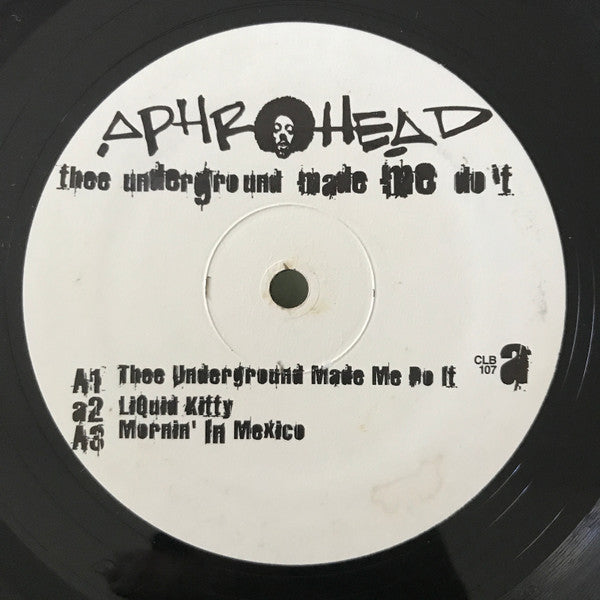 APHROHEAD
thee underground made me do it
A1 Thee Underground Made Me Do It
a2 LiQuid Kitty
A3 Mornin' In Mexico
CLB
107
a